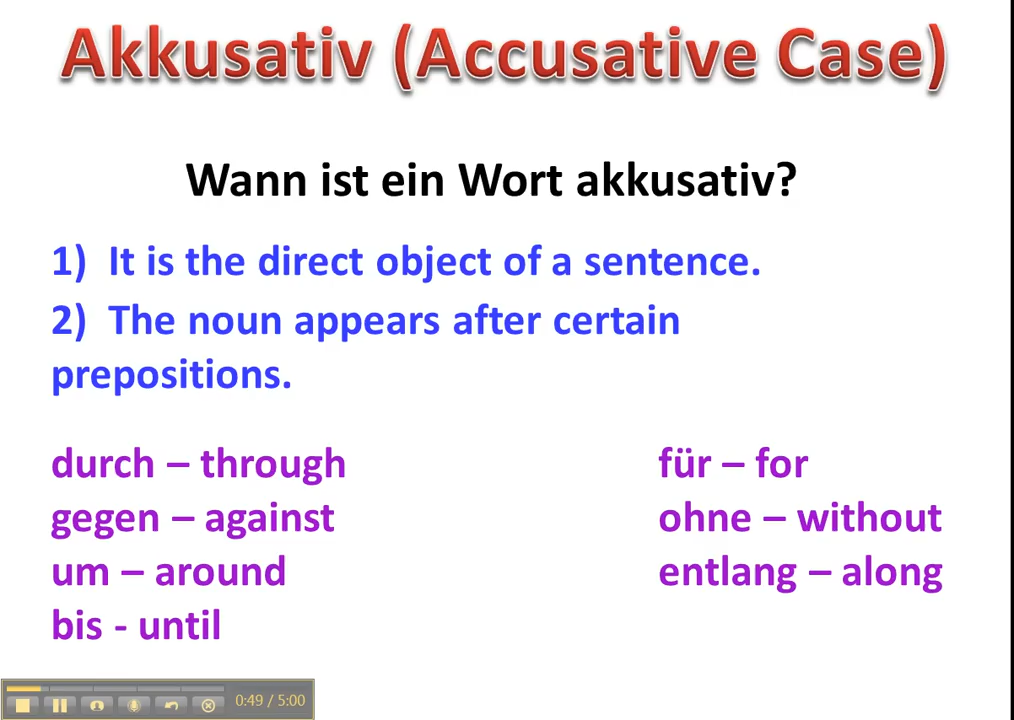 Akkusativ (Accusative Case)
Wann ist ein Wort akkusativ?
1) It is the direct object of a sentence.
2) The noun appears after certain
prepositions.
durch – through
gegen – against
um – around
bis - until
für – for
ohne – without
entlang – along
0:49 / 5:00